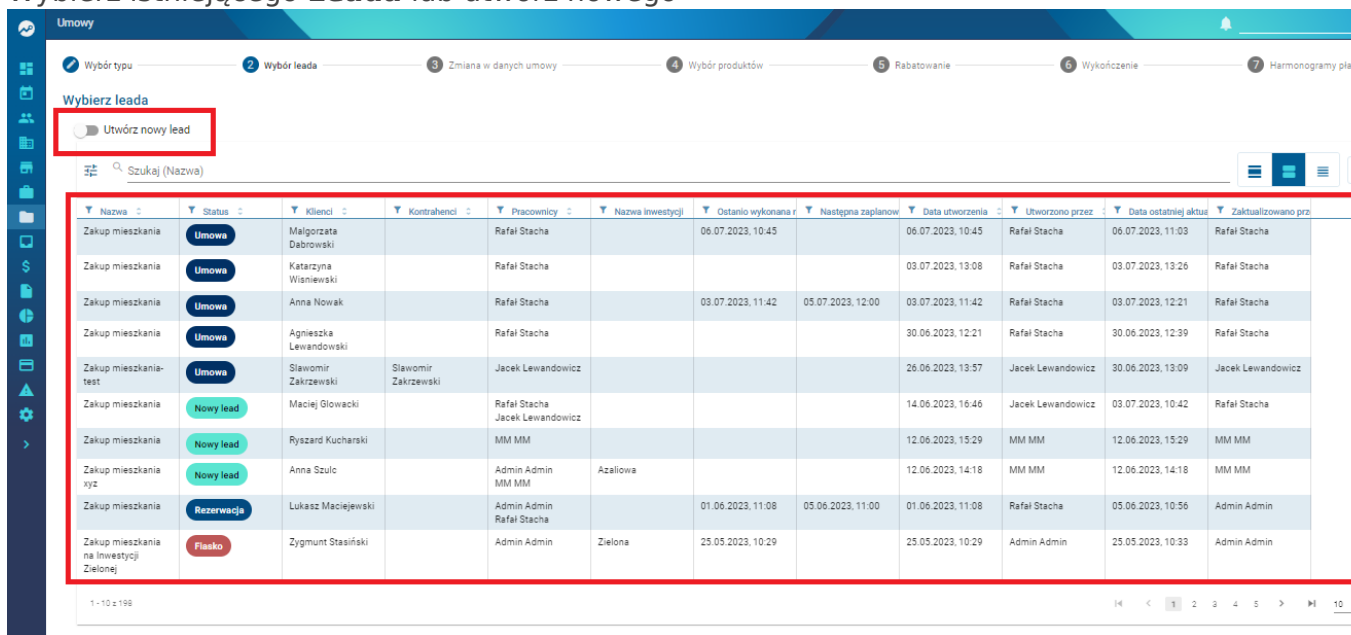 Wybierz istniejącego Leada lub utwórz nowego
Umowy
Wybór typu 2 Wybór leada 3 Zmiana w danych umowy 4 Wybór produktów 5 Rabatowanie 6 Wykończenie 7 Harmonogramy pła
Wybierz leada
Utwórz nowy lead
Szukaj (Nazwa)
Nazwa Status Klienci Kontrahenci Pracownicy Nazwa inwestycji Ostanio wykonana r Następna zaplanow Data utworzenia Utworzono przez Data ostatniej aktua Zaktualizowano prz
Zakup mieszkania Umowa Malgorzata Rafał Stacha 06.07.2023, 10:45 06.07.2023, 10:45 Rafał Stacha 06.07.2023, 11:03 Rafał Stacha
Dabrowski
Zakup mieszkania Umowa Katarzyna Rafał Stacha 03.07.2023, 13:08 Rafał Stacha 03.07.2023, 13:26 Rafał Stacha
Wisniewski
Zakup mieszkania Umowa Anna Nowak Rafał Stacha 03.07.2023, 11:42 05.07.2023, 12:00 03.07.2023, 11:42 Rafał Stacha 03.07.2023, 12:21 Rafał Stacha
Zakup mieszkania Umowa Agnieszka Rafał Stacha 30.06.2023, 12:21 Rafał Stacha 30.06.2023, 12:39 Rafał Stacha
Lewandowski
Zakup mieszkania- Umowa Slawomir Slawomir Jacek Lewandowicz 26.06.2023, 13:57 Jacek Lewandowicz 30.06.2023, 13:09 Jacek Lewandowicz
test Zakrzewski Zakrzewski
Zakup mieszkania Nowy lead Maciej Glowacki Rafał Stacha 14.06.2023, 16:46 Jacek Lewandowicz 03.07.2023, 10:42 Rafał Stacha
Jacek Lewandowicz
Zakup mieszkania Nowy lead Ryszard Kucharski MM MM 12.06.2023, 15:29 MM MM 12.06.2023, 15:29 MM MM
Zakup mieszkania Nowy lead Anna Szulc Admin Admin Azaliowa 12.06.2023, 14:18 MM MM 12.06.2023, 14:18 MM MM
xyz MM MM
Zakup mieszkania Rezerwacja Lukasz Maciejewski Admin Admin 01.06.2023, 11:08 05.06.2023, 11:00 01.06.2023, 11:08 Rafał Stacha 05.06.2023, 10:56 Admin Admin
Rafał Stacha
Zakup mieszkania Fiasko Zygmunt Stasiński Admin Admin Zielona 25.05.2023, 10:29 25.05.2023, 10:29 Admin Admin 25.05.2023, 10:33 Admin Admin
na Inwestycji
Zielonej
1 - 10 z 198 1 2 3 4 5 10